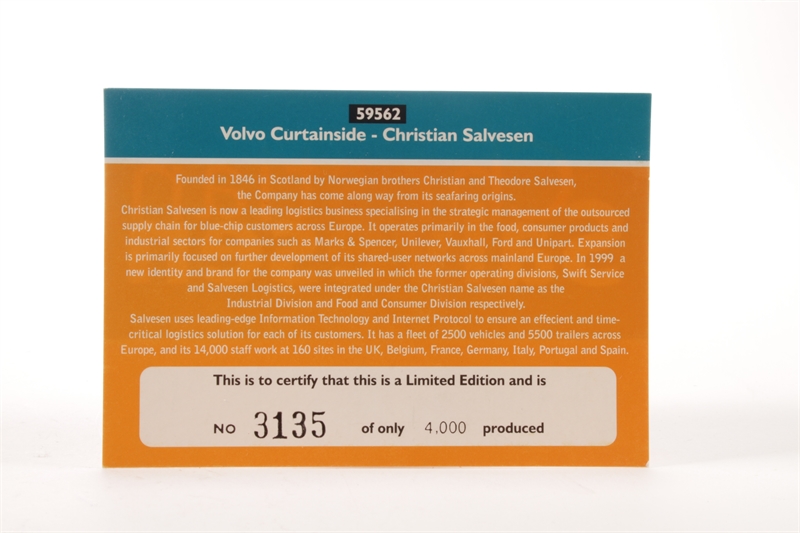 59562
Volvo Curtainside - Christian Salvesen
Founded in 1846 in Scotland by Norwegian brothers Christian and Theodore Salvesen,
the Company has come along way from its seafaring origins.
Christian Salvesen is now a leading logistics business specialising in the strategic management of the outsourced
supply chain for blue-chip customers across Europe. It operates primarily in the food, consumer products and
industrial sectors for companies such as Marks & Spencer, Unilever, Vauxhall, Ford and Unipart. Expansion
is primarily focused on further development of its shared-user networks across mainland Europe. In 1999 a
new identity and brand for the company was unveiled in which the former operating divisions, Swift Service
and Salvesen Logistics, were integrated under the Christian Salvesen name as the
Industrial Division and Food and Consumer Division respectively.
Salvesen uses leading-edge Information Technology and Internet Protocol to ensure an effecient and time-
critical logistics solution for each of its customers. It has a fleet of 2500 vehicles and 5500 trailers across
Europe, and its 14,000 staff work at 160 sites in the UK, Belgium, France, Germany, Italy, Portugal and Spain.
This is to certify that this is a Limited Edition and is
NO 3135 of only 4,000 produced